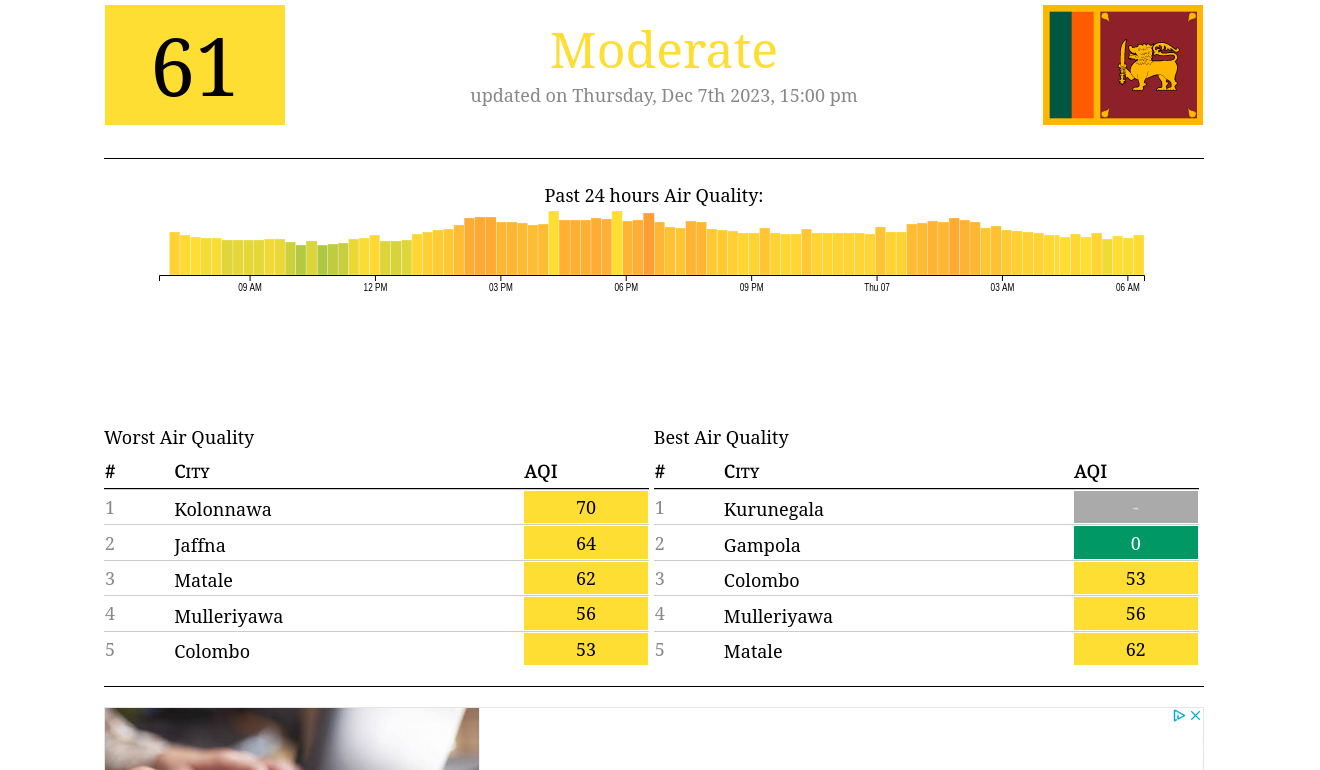 61
Moderate
updated on Thursday, Dec 7th 2023, 15:00 pm
Past 24 hours Air Quality:
09 AM 12 PM 03 PM 06 PM 09 PM Thu 07 03 AM 06 AM
Worst Air Quality
# City AQI
1 Kolonnawa 70
2 Jaffna 64
3 Matale 62
4 Mulleriyawa 56
5 Colombo 53
Best Air Quality
# City AQI
1 Kurunegala -
2 Gampola 0
3 Colombo 53
4 Mulleriyawa 56
5 Matale 62